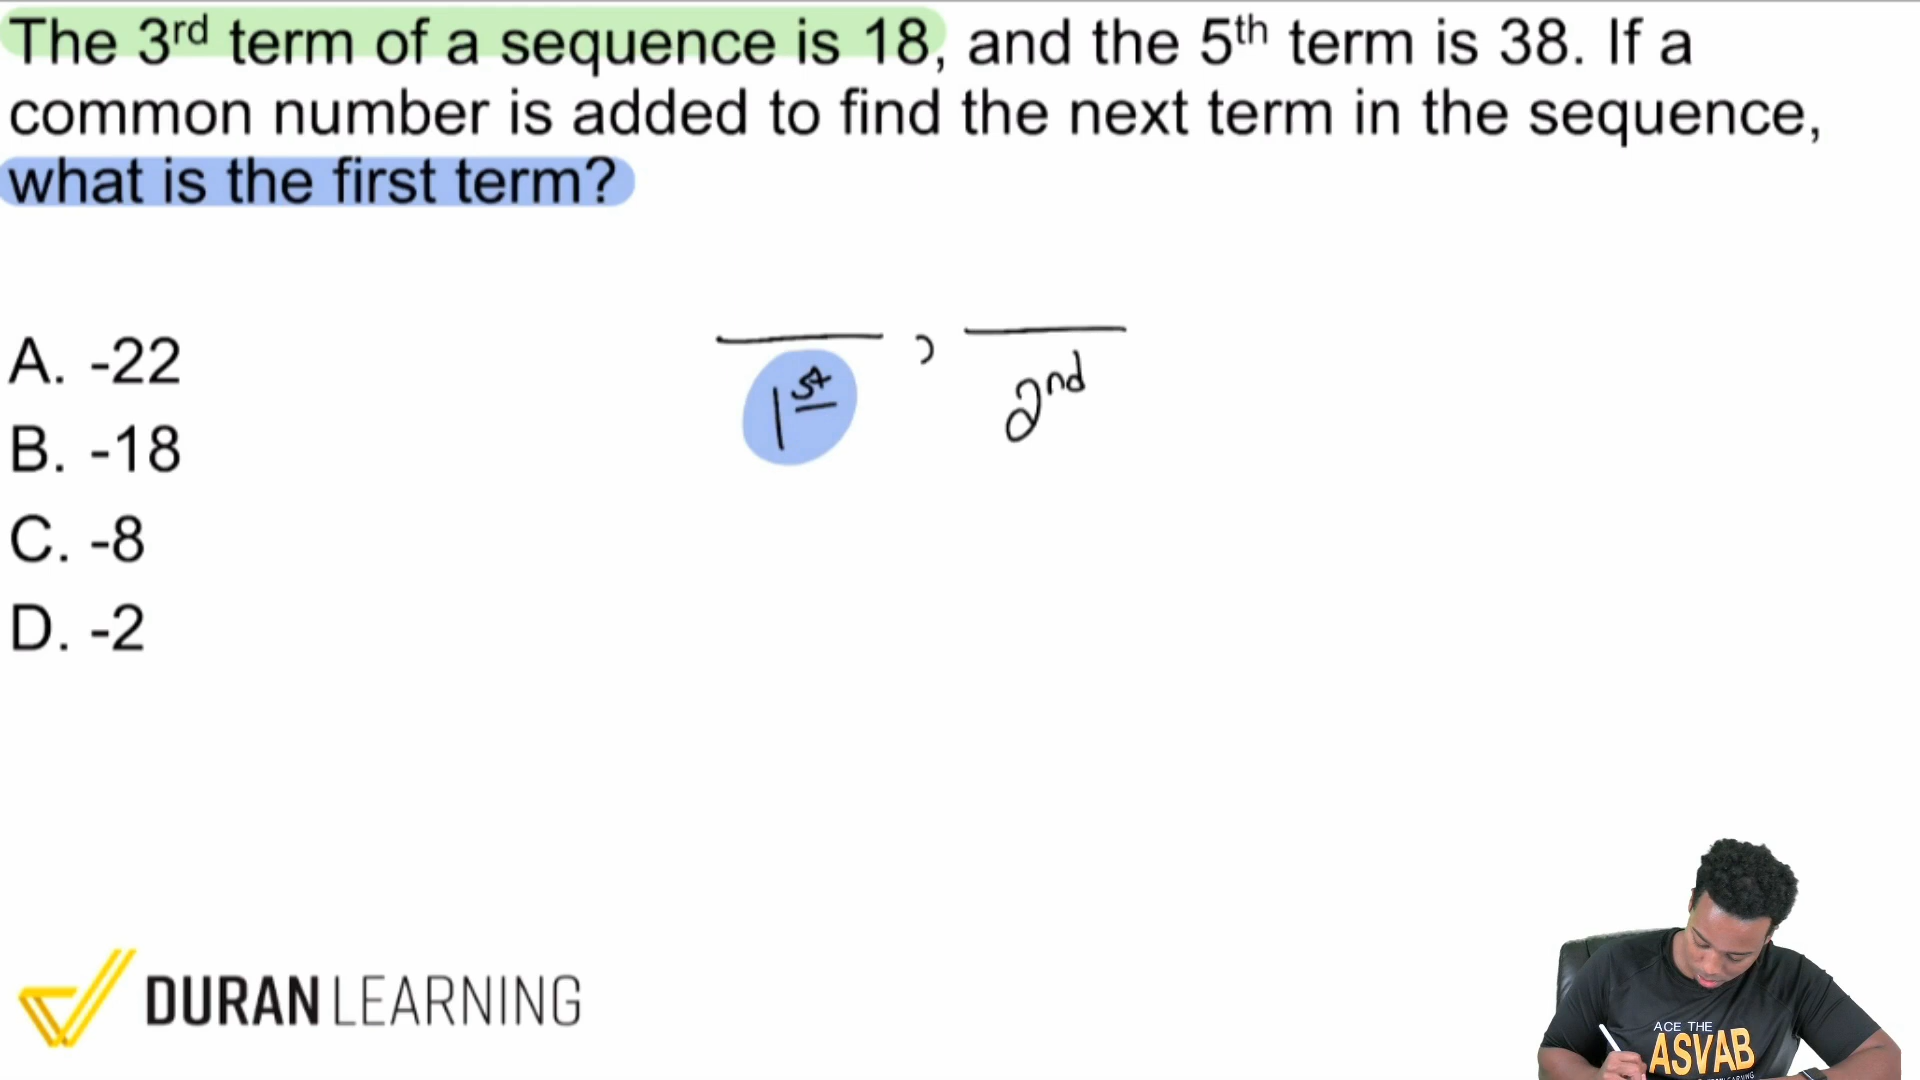 The 3rd term of a sequence is 18, and the 5th term is 38. If a
common number is added to find the next term in the sequence,
what is the first term?
A. -22
B. -18
C. -8
D. -2
1st , 2nd
DURAN LEARNING
ACE THE
ASVAB